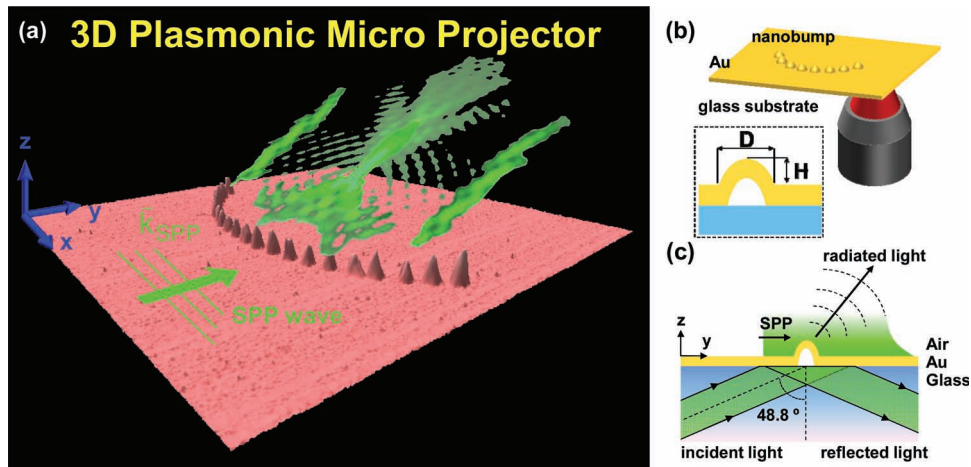 (a) 3D Plasmonic Micro Projector
z
y
x
k̄SPP
SPP wave
(b)
nanobump
Au
glass substrate
D
H
(c)
radiated light
z
SPP
y
Air
Au
Glass
48.8 º
incident light
reflected light